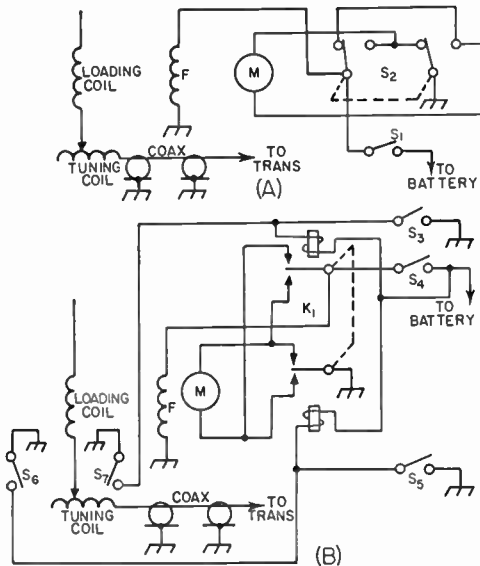 LOADING
COIL
F
M
S2
TUNING
COIL
COAX
TO
TRANS
S1
TO
BATTERY
(A)
S3
S4
K1
TO
BATTERY
LOADING
COIL
F
M
S6
S7
TUNING
COIL
COAX
TO
TRANS
S5
(B)